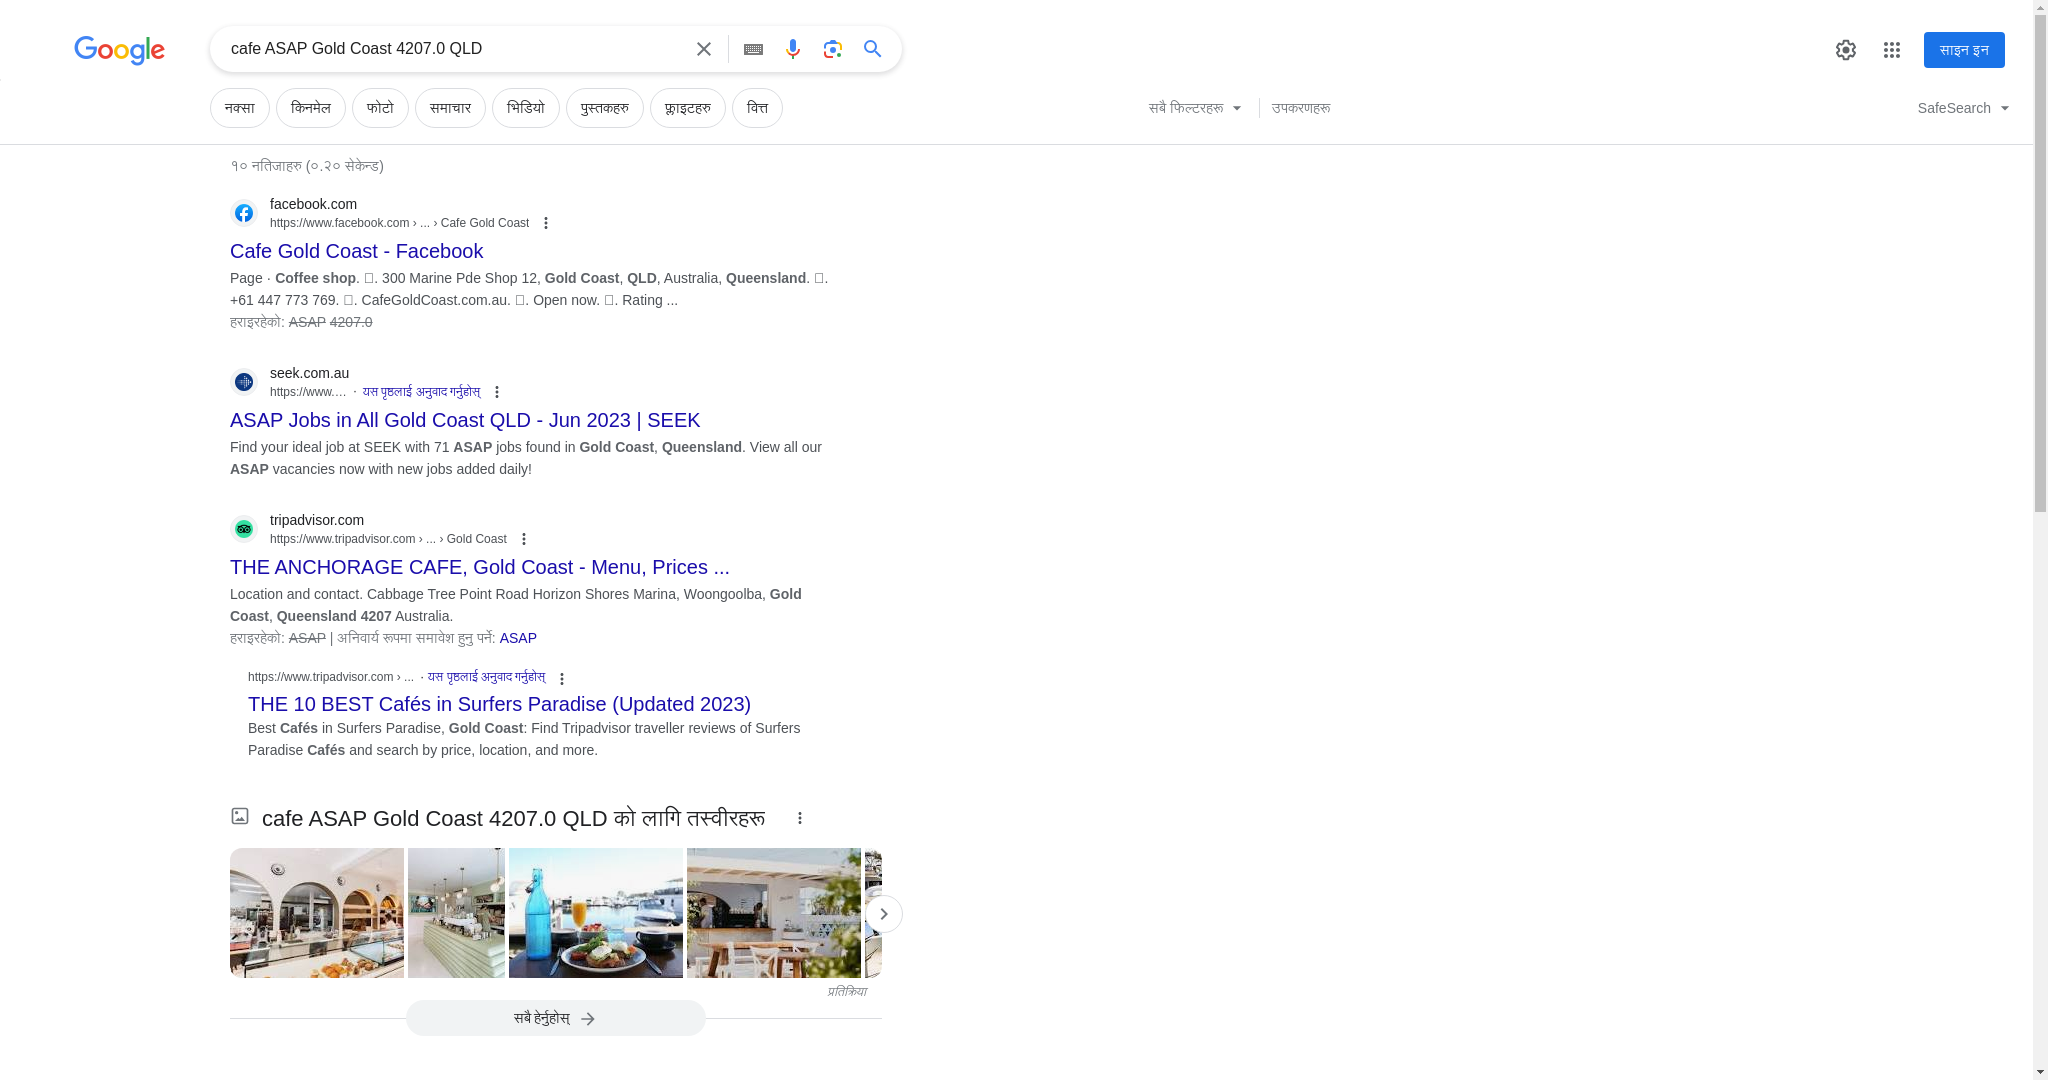 Google
cafe ASAP Gold Coast 4207.0 QLD
साइन इन
नक्सा
किनमेल
फोटो
समाचार
भिडियो
पुस्तकहरु
फ्लाइटहरु
वित्त
सबै फिल्टरहरू
उपकरणहरू
SafeSearch
१० नतिजाहरु (०.२० सेकेन्ड)
facebook.com
https://www.facebook.com › ... › Cafe Gold Coast
Cafe Gold Coast - Facebook
Page · Coffee shop. . 300 Marine Pde Shop 12, Gold Coast, QLD, Australia, Queensland. .
+61 447 773 769. . CafeGoldCoast.com.au. . Open now. . Rating ...
हराइरहेको: ASAP 4207.0
seek.com.au
https://www.… · यस पृष्ठलाई अनुवाद गर्नुहोस्
ASAP Jobs in All Gold Coast QLD - Jun 2023 | SEEK
Find your ideal job at SEEK with 71 ASAP jobs found in Gold Coast, Queensland. View all our
ASAP vacancies now with new jobs added daily!
tripadvisor.com
https://www.tripadvisor.com › ... › Gold Coast
THE ANCHORAGE CAFE, Gold Coast - Menu, Prices ...
Location and contact. Cabbage Tree Point Road Horizon Shores Marina, Woongoolba, Gold
Coast, Queensland 4207 Australia.
हराइरहेको: ASAP | अनिवार्य रूपमा समावेश हुनु पर्ने: ASAP
https://www.tripadvisor.com › ... · यस पृष्ठलाई अनुवाद गर्नुहोस्
THE 10 BEST Cafés in Surfers Paradise (Updated 2023)
Best Cafés in Surfers Paradise, Gold Coast: Find Tripadvisor traveller reviews of Surfers
Paradise Cafés and search by price, location, and more.
cafe ASAP Gold Coast 4207.0 QLD को लागि तस्वीरहरू
प्रतिक्रिया
सबै हेर्नुहोस्